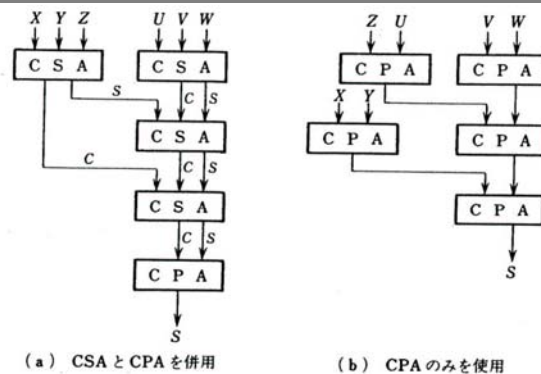 X Y Z
U V W
C S A
C S A
S
C S
C S A
C
C S
C S A
C S
C P A
S
(a) CSAとCPAを併用
Z U
V W
C P A
C P A
X Y
C P A
C P A
C P A
S
(b) CPAのみを使用